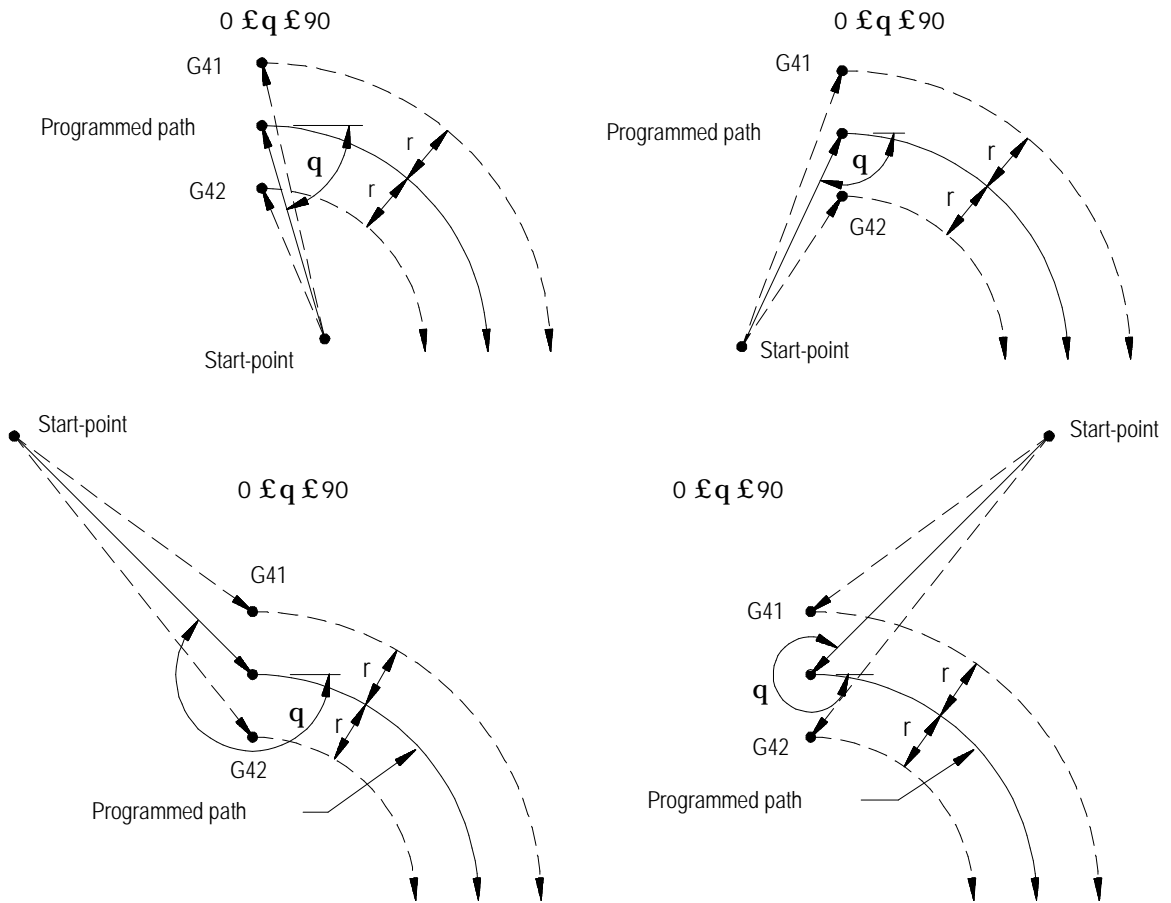 0 £q £90
G41
Programmed path
G42
q
r
r
Start-point
0 £q £90
G41
Programmed path
q
G42
r
r
Start-point
Start-point
0 £q £90
G41
r
q
r
G42
Programmed path
Start-point
0 £q £90
G41
r
q
r
G42
Programmed path